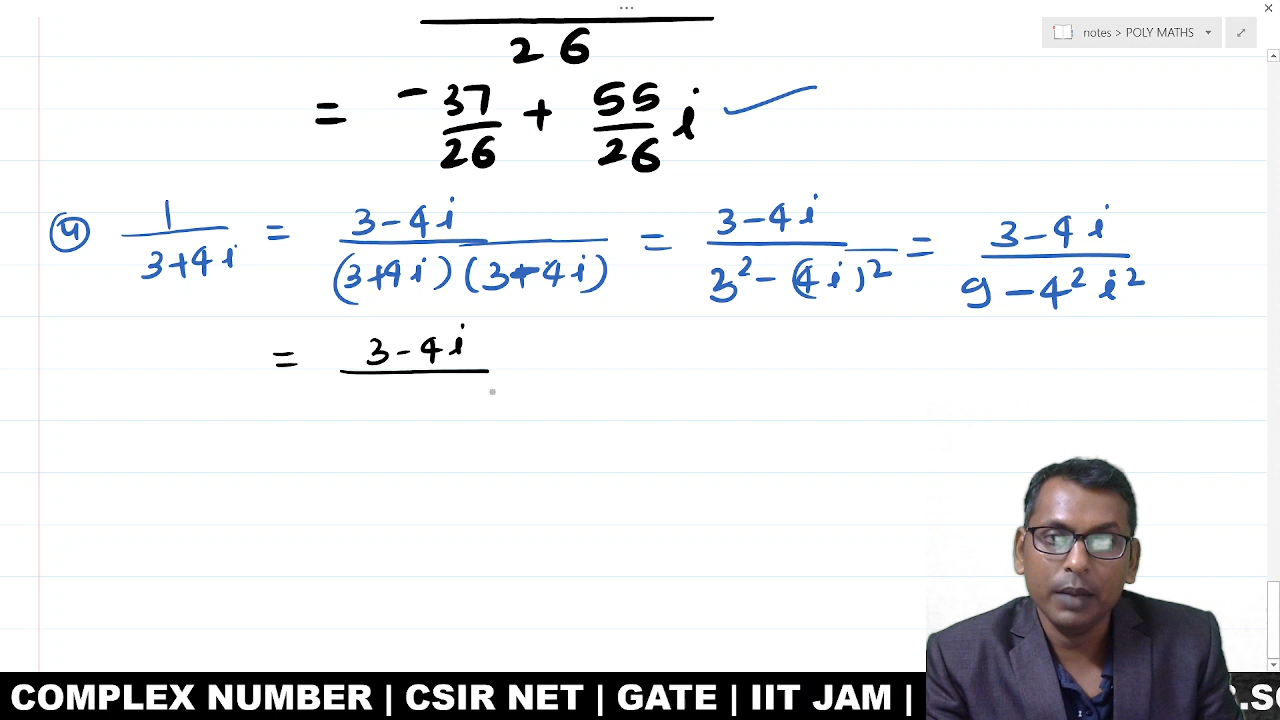 notes > POLY MATHS
26
= -37/26 + 55/26 i ✓
④ 1/(3+4i) = (3-4i)/((3+4i)(3-4i)) = (3-4i)/(3²-(4i)²) = (3-4i)/(9-4²i²)
= 3-4i
COMPLEX NUMBER | CSIR NET | GATE | IIT JAM |